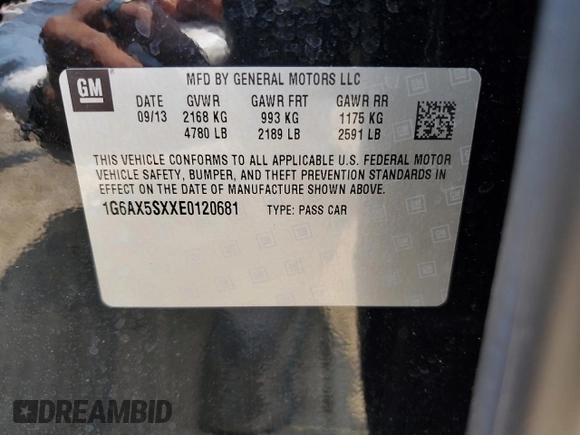 GM
MFD BY GENERAL MOTORS LLC
DATE GVWR GAWR FRT GAWR RR
09/13 2168 KG 993 KG 1175 KG
4780 LB 2189 LB 2591 LB
THIS VEHICLE CONFORMS TO ALL APPLICABLE U.S. FEDERAL MOTOR
VEHICLE SAFETY, BUMPER, AND THEFT PREVENTION STANDARDS IN
EFFECT ON THE DATE OF MANUFACTURE SHOWN ABOVE.
1G6AX5SXXE0120681 TYPE: PASS CAR
DREAMBID